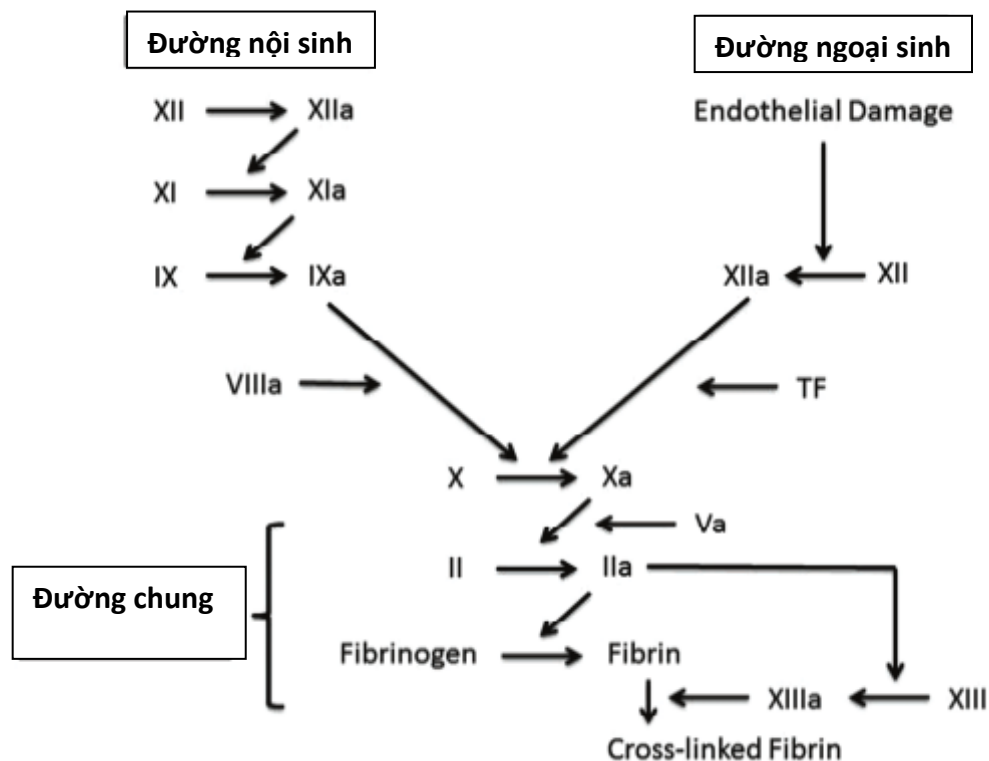 Đường nội sinh
Đường ngoại sinh
XII XIIa
Endothelial Damage
XI XIa
IX IXa
XIIa XII
VIIIa
TF
X Xa
Va
II IIa
Đường chung
Fibrinogen Fibrin
XIIIa XIII
Cross-linked Fibrin